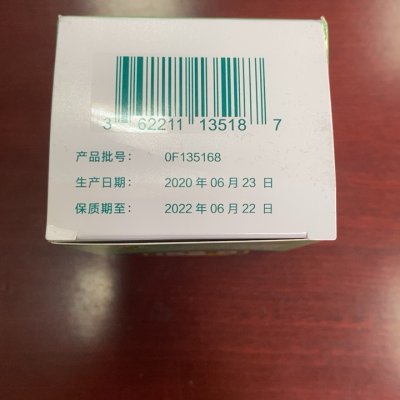 3 62211 13518 7
产品批号： 0F135168
生产日期： 2020 年 06 月 23 日
保质期至： 2022 年 06 月 22 日